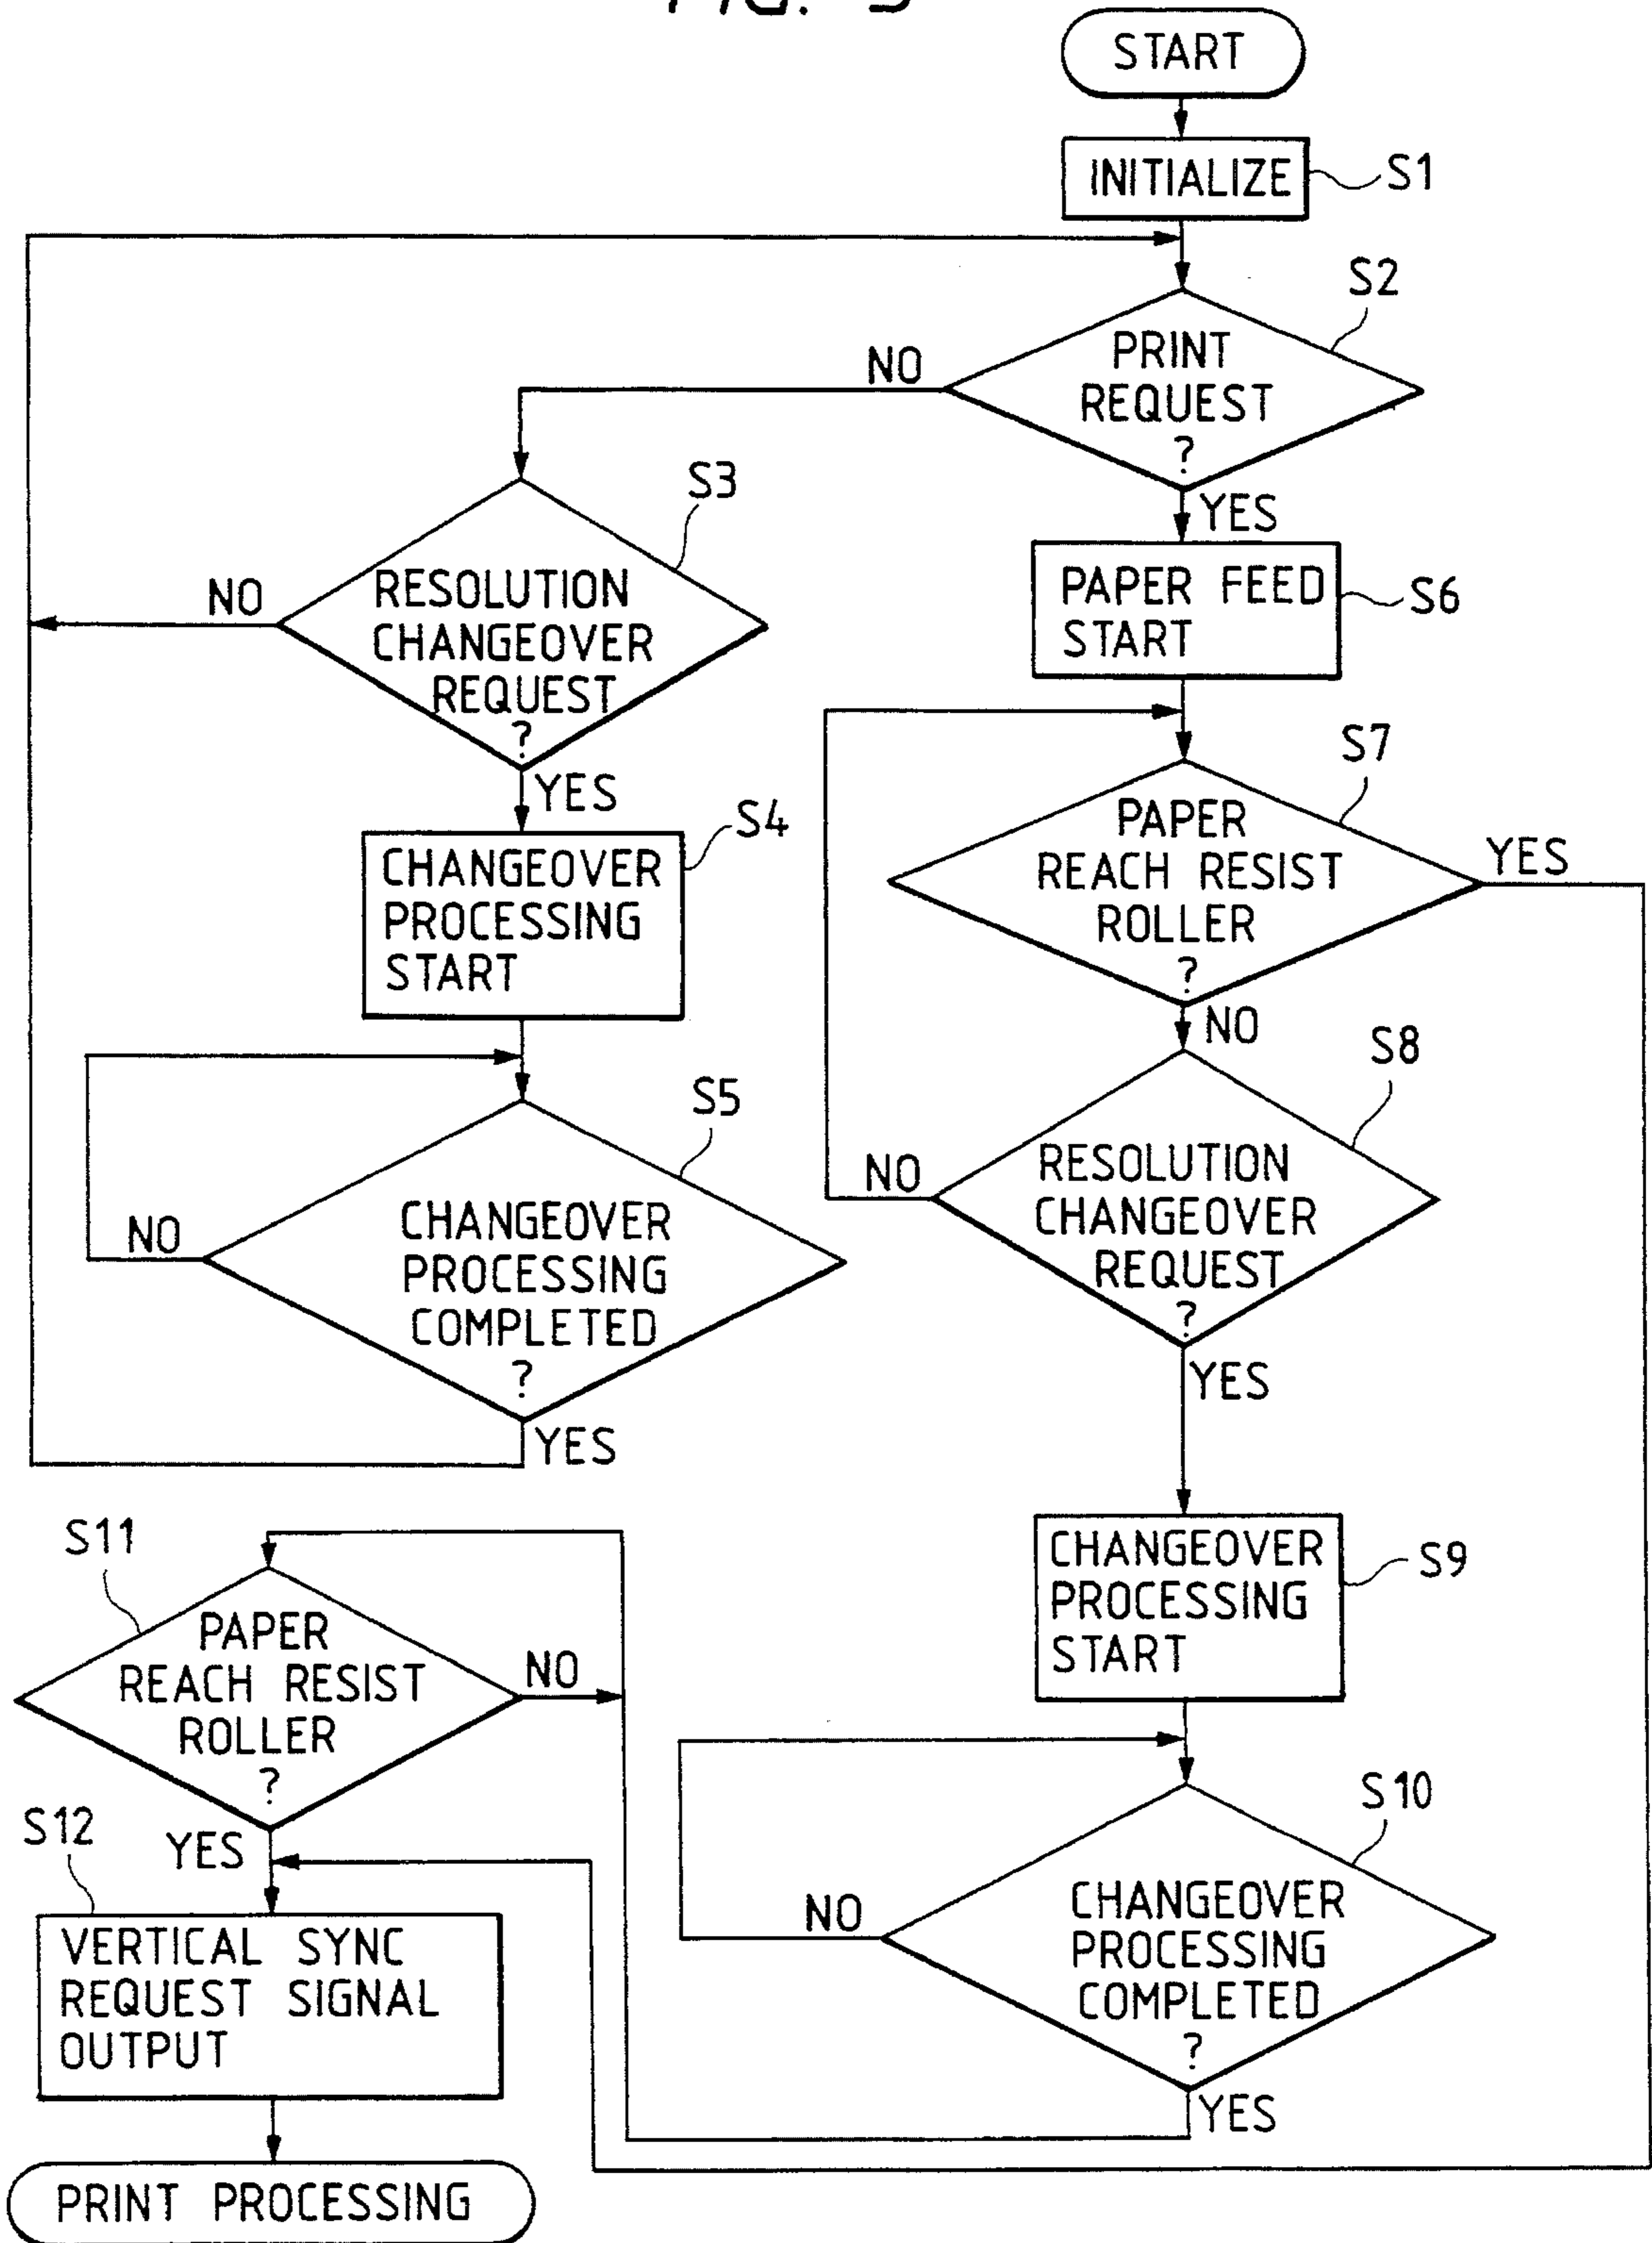 FIG.
START
INITIALIZE
S1
S2
PRINT
REQUEST
?
NO
YES
S3
RESOLUTION
CHANGEOVER
REQUEST
?
NO
YES
S4
CHANGEOVER
PROCESSING
START
S5
CHANGEOVER
PROCESSING
COMPLETED
?
NO
YES
PAPER FEED
START
S6
S7
PAPER
REACH RESIST
ROLLER
?
YES
NO
S8
RESOLUTION
CHANGEOVER
REQUEST
?
NO
YES
CHANGEOVER
PROCESSING
START
S9
S10
CHANGEOVER
PROCESSING
COMPLETED
?
NO
YES
S11
PAPER
REACH RESIST
ROLLER
?
NO
YES
S12
VERTICAL SYNC
REQUEST SIGNAL
OUTPUT
PRINT PROCESSING